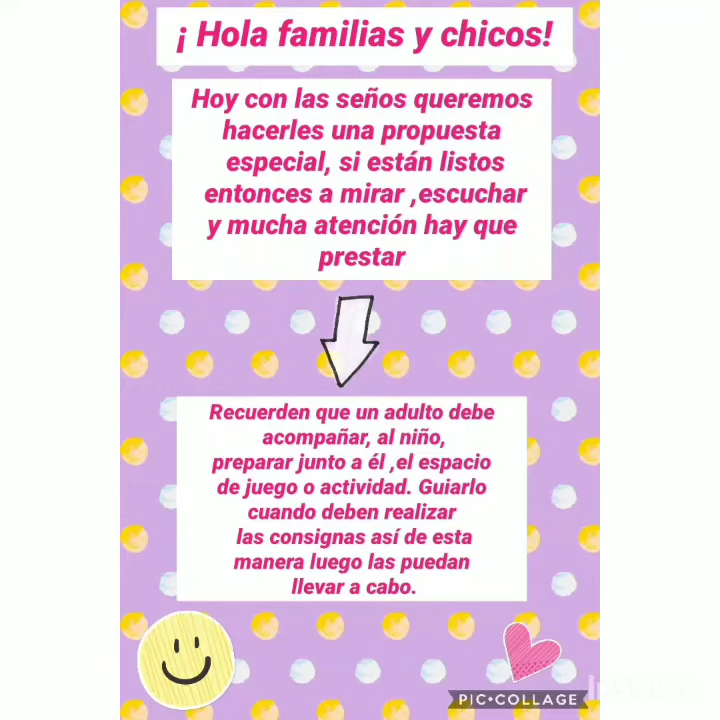 ¡ Hola familias y chicos!
Hoy con las seños queremos
hacerles una propuesta
especial, si están listos
entonces a mirar ,escuchar
y mucha atención hay que
prestar
Recuerden que un adulto debe
acompañar, al niño,
preparar junto a él ,el espacio
de juego o actividad. Guiarlo
cuando deben realizar
las consignas así de esta
manera luego las puedan
llevar a cabo.
PIC•COLLAGE